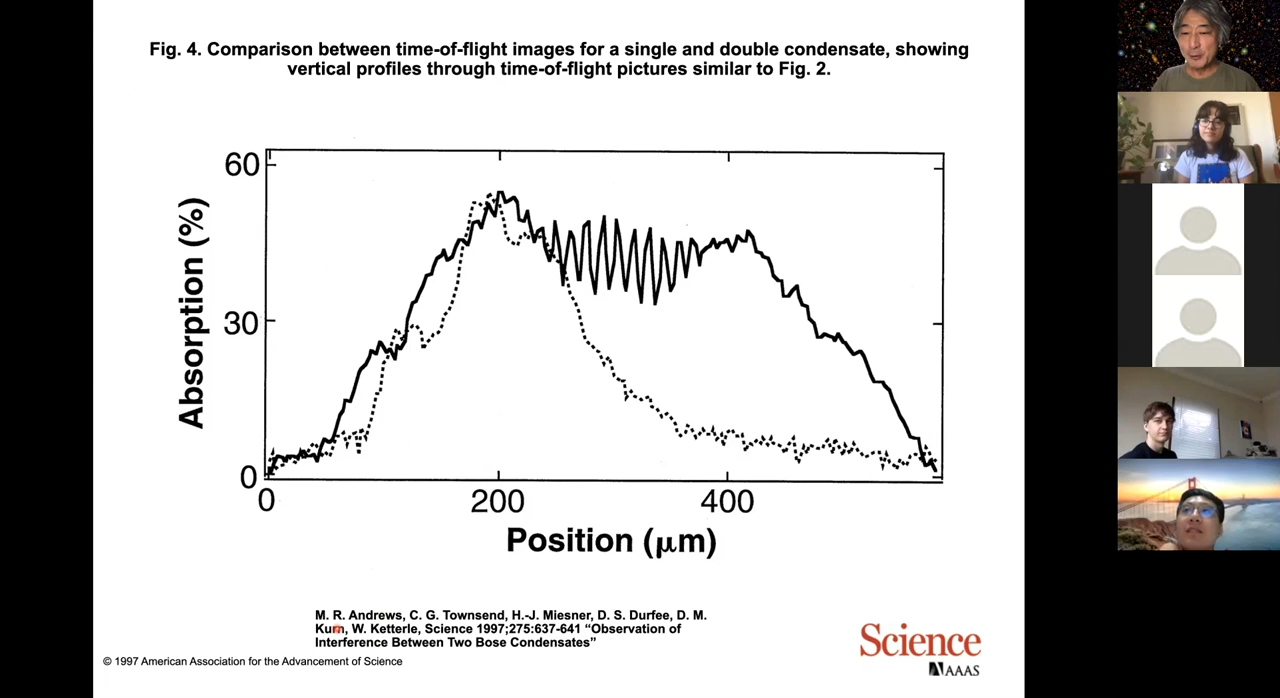 Fig. 4. Comparison between time-of-flight images for a single and double condensate, showing
vertical profiles through time-of-flight pictures similar to Fig. 2.
60
30
0
Absorption (%)
0
200
400
Position (μm)
M. R. Andrews, C. G. Townsend, H.-J. Miesner, D. S. Durfee, D. M.
Kurn, W. Ketterle, Science 1997;275:637-641 “Observation of
Interference Between Two Bose Condensates”
© 1997 American Association for the Advancement of Science
Science
AAAS